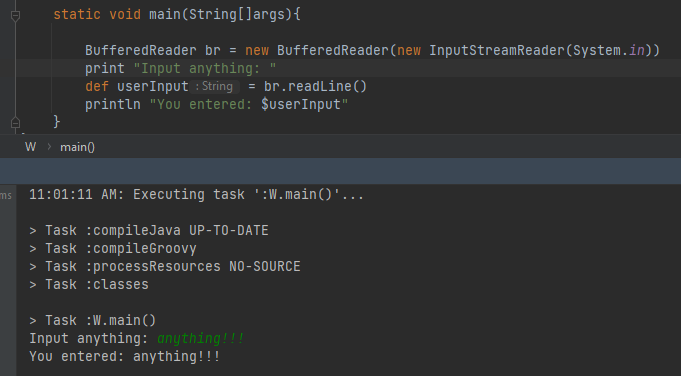 static void main(String[]args){
BufferedReader br = new BufferedReader(new InputStreamReader(System.in))
print "Input anything: "
def userInput : String = br.readLine()
println "You entered: $userInput"
}
W > main()
ms 11:01:11 AM: Executing task ':W.main()'...
> Task :compileJava UP-TO-DATE
> Task :compileGroovy
> Task :processResources NO-SOURCE
> Task :classes
> Task :W.main()
Input anything: anything!!!
You entered: anything!!!